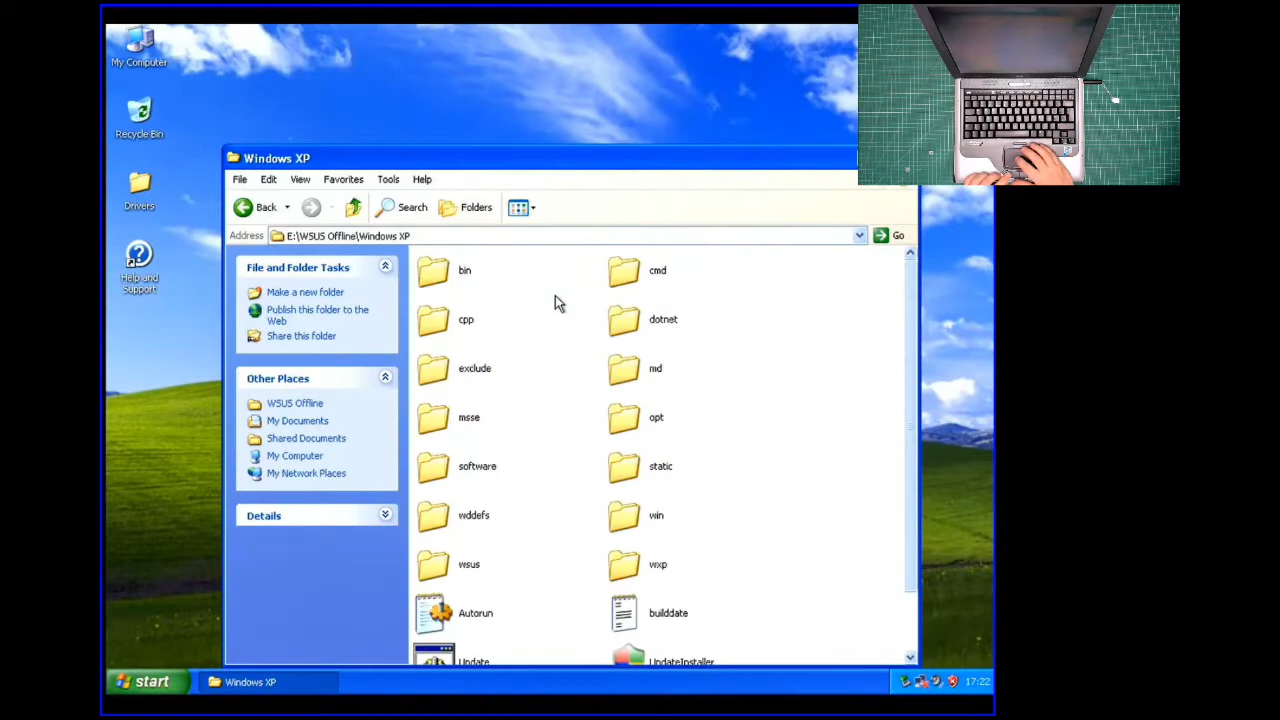 My Computer
Recycle Bin
Drivers
Help and
Support
Windows XP
File Edit View Favorites Tools Help
Back Search Folders
Address E:\WSUS Offline\Windows XP Go
File and Folder Tasks
Make a new folder
Publish this folder to the
Web
Share this folder
Other Places
WSUS Offline
My Documents
Shared Documents
My Computer
My Network Places
Details
bin cmd
cpp dotnet
exclude md
msse opt
software static
wddefs win
wsus wxp
Autorun builddate
Update UpdateInstaller
start Windows XP 17:22